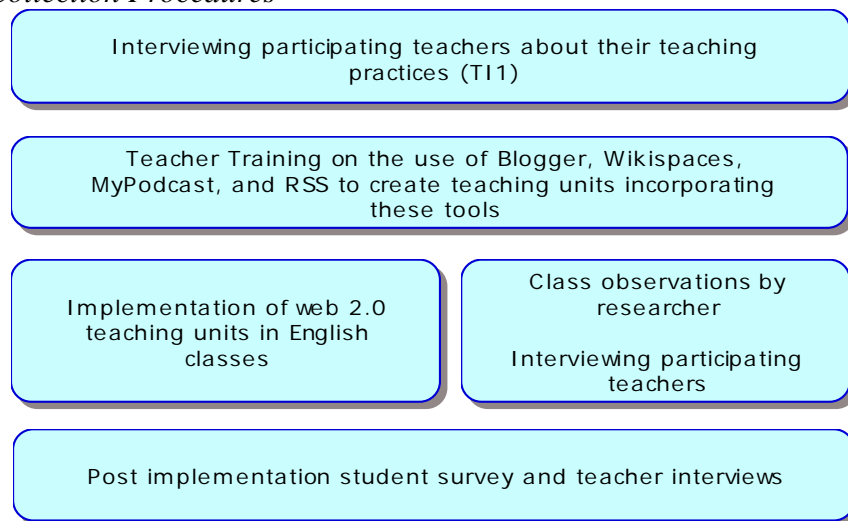 Collection Procedures
Interviewing participating teachers about their teaching
practices (TI1)
Teacher Training on the use of Blogger, Wikispaces,
MyPodcast, and RSS to create teaching units incorporating
these tools
Implementation of web 2.0
teaching units in English
classes
Class observations by
researcher
Interviewing participating
teachers
Post implementation student survey and teacher interviews